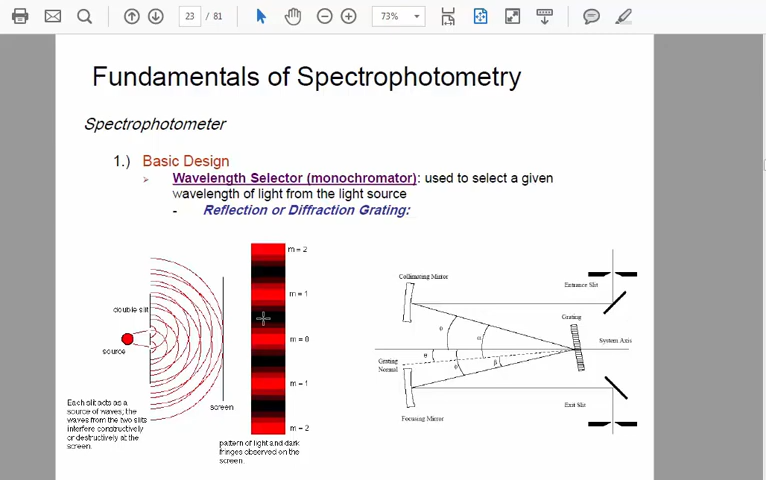 23 / 81
73%
Fundamentals of Spectrophotometry
Spectrophotometer
1.) Basic Design
➢ Wavelength Selector (monochromator): used to select a given
wavelength of light from the light source
- Reflection or Diffraction Grating:
double slit
source
Each slit acts as a
source of waves; the
waves from the two slits
interfere constructively
or destructively at the
screen.
screen
m = 2
m = 1
m = 0
m = 1
m = 2
pattern of light and dark
fringes observed on the
screen.
Collimating Mirror
Entrance Slit
Grating
System Axis
θ
α
θ
Grating
Normal
β
Exit Slit
Focusing Mirror